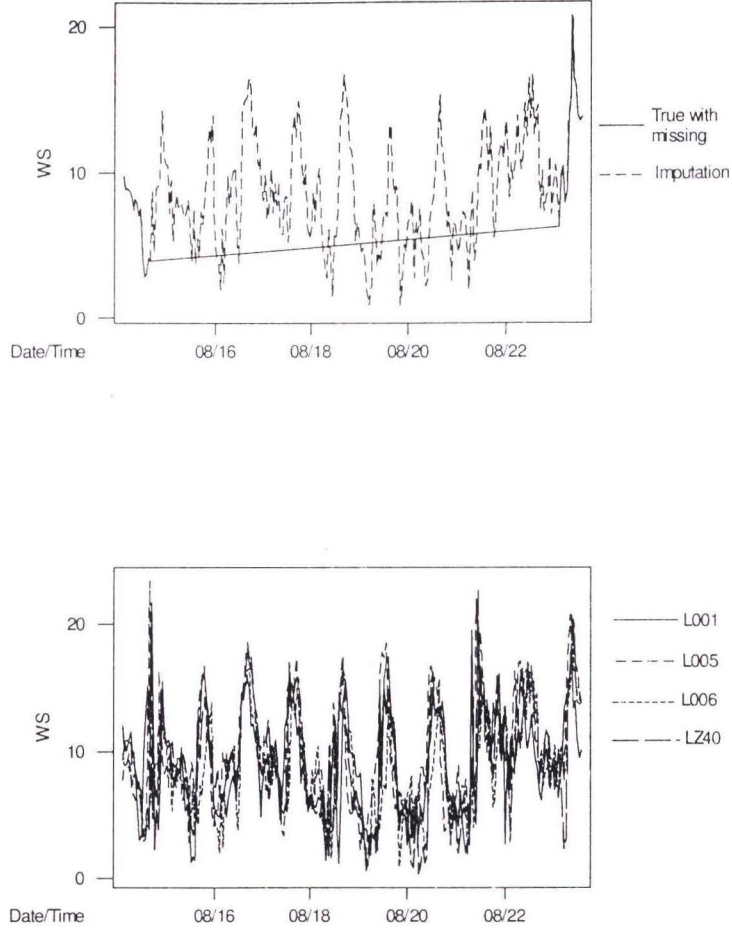 20
10
0
WS
True with
missing
Imputation
Date/Time
08/16
08/18
08/20
08/22
20
10
0
WS
L001
L005
L006
LZ40
Date/Time
08/16
08/18
08/20
08/22